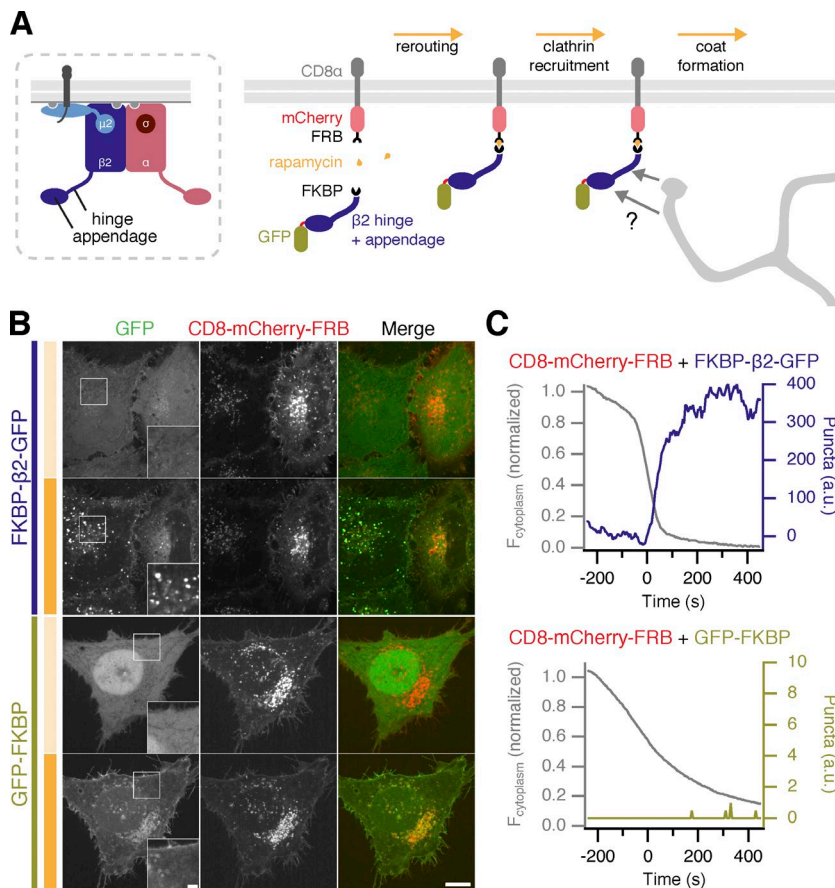 A
rerouting
clathrin
recruitment
coat
formation
CD8α
mCherry
FRB
rapamycin
FKBP
GFP
β2 hinge
+ appendage
?
μ2
σ
β2
α
hinge
appendage
B
GFP
CD8-mCherry-FRB
Merge
FKBP-β2-GFP
GFP-FKBP
C
CD8-mCherry-FRB + FKBP-β2-GFP
Fcytoplasm (normalized)
1.0
0.8
0.6
0.4
0.2
0.0
400
300
200
100
0
Puncta (a.u.)
-200 0 200 400
Time (s)
CD8-mCherry-FRB + GFP-FKBP
Fcytoplasm (normalized)
1.0
0.8
0.6
0.4
0.2
0.0
10
8
6
4
2
0
Puncta (a.u.)
-200 0 200 400
Time (s)